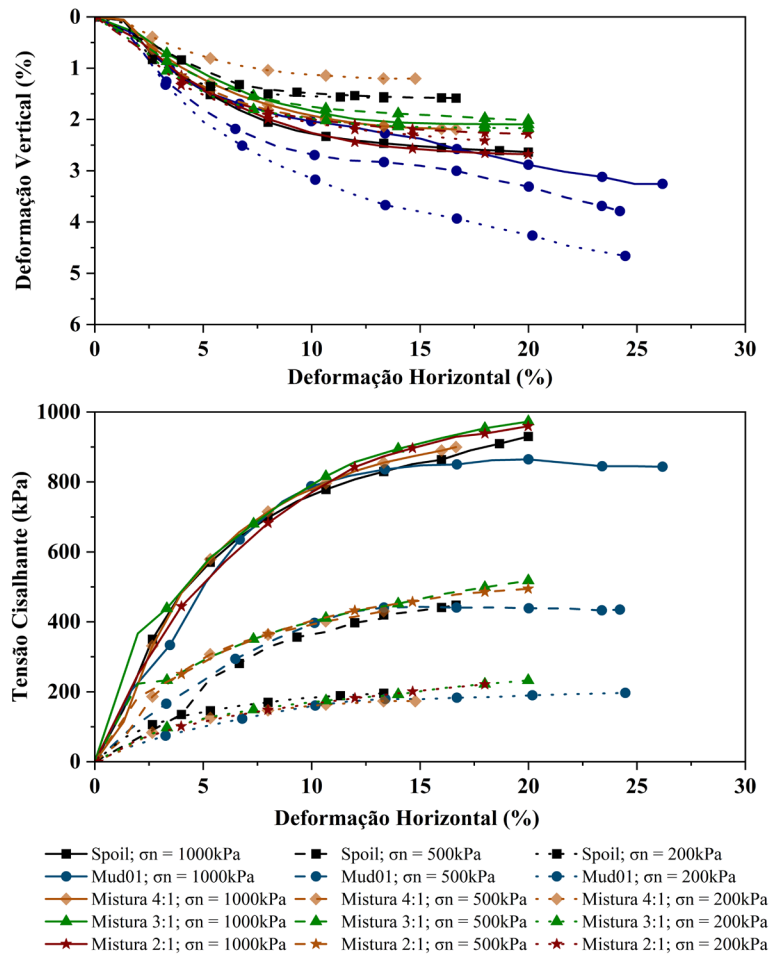 0
1
2
3
4
5
6
Deformação Vertical (%)
0 5 10 15 20 25 30
Deformação Horizontal (%)
1000
800
600
400
200
0
Tensão Cisalhante (kPa)
0 5 10 15 20 25 30
Deformação Horizontal (%)
Spoil; σn = 1000kPa Spoil; σn = 500kPa Spoil; σn = 200kPa
Mud01; σn = 1000kPa Mud01; σn = 500kPa Mud01; σn = 200kPa
Mistura 4:1; σn = 1000kPa Mistura 4:1; σn = 500kPa Mistura 4:1; σn = 200kPa
Mistura 3:1; σn = 1000kPa Mistura 3:1; σn = 500kPa Mistura 3:1; σn = 200kPa
Mistura 2:1; σn = 1000kPa Mistura 2:1; σn = 500kPa Mistura 2:1; σn = 200kPa